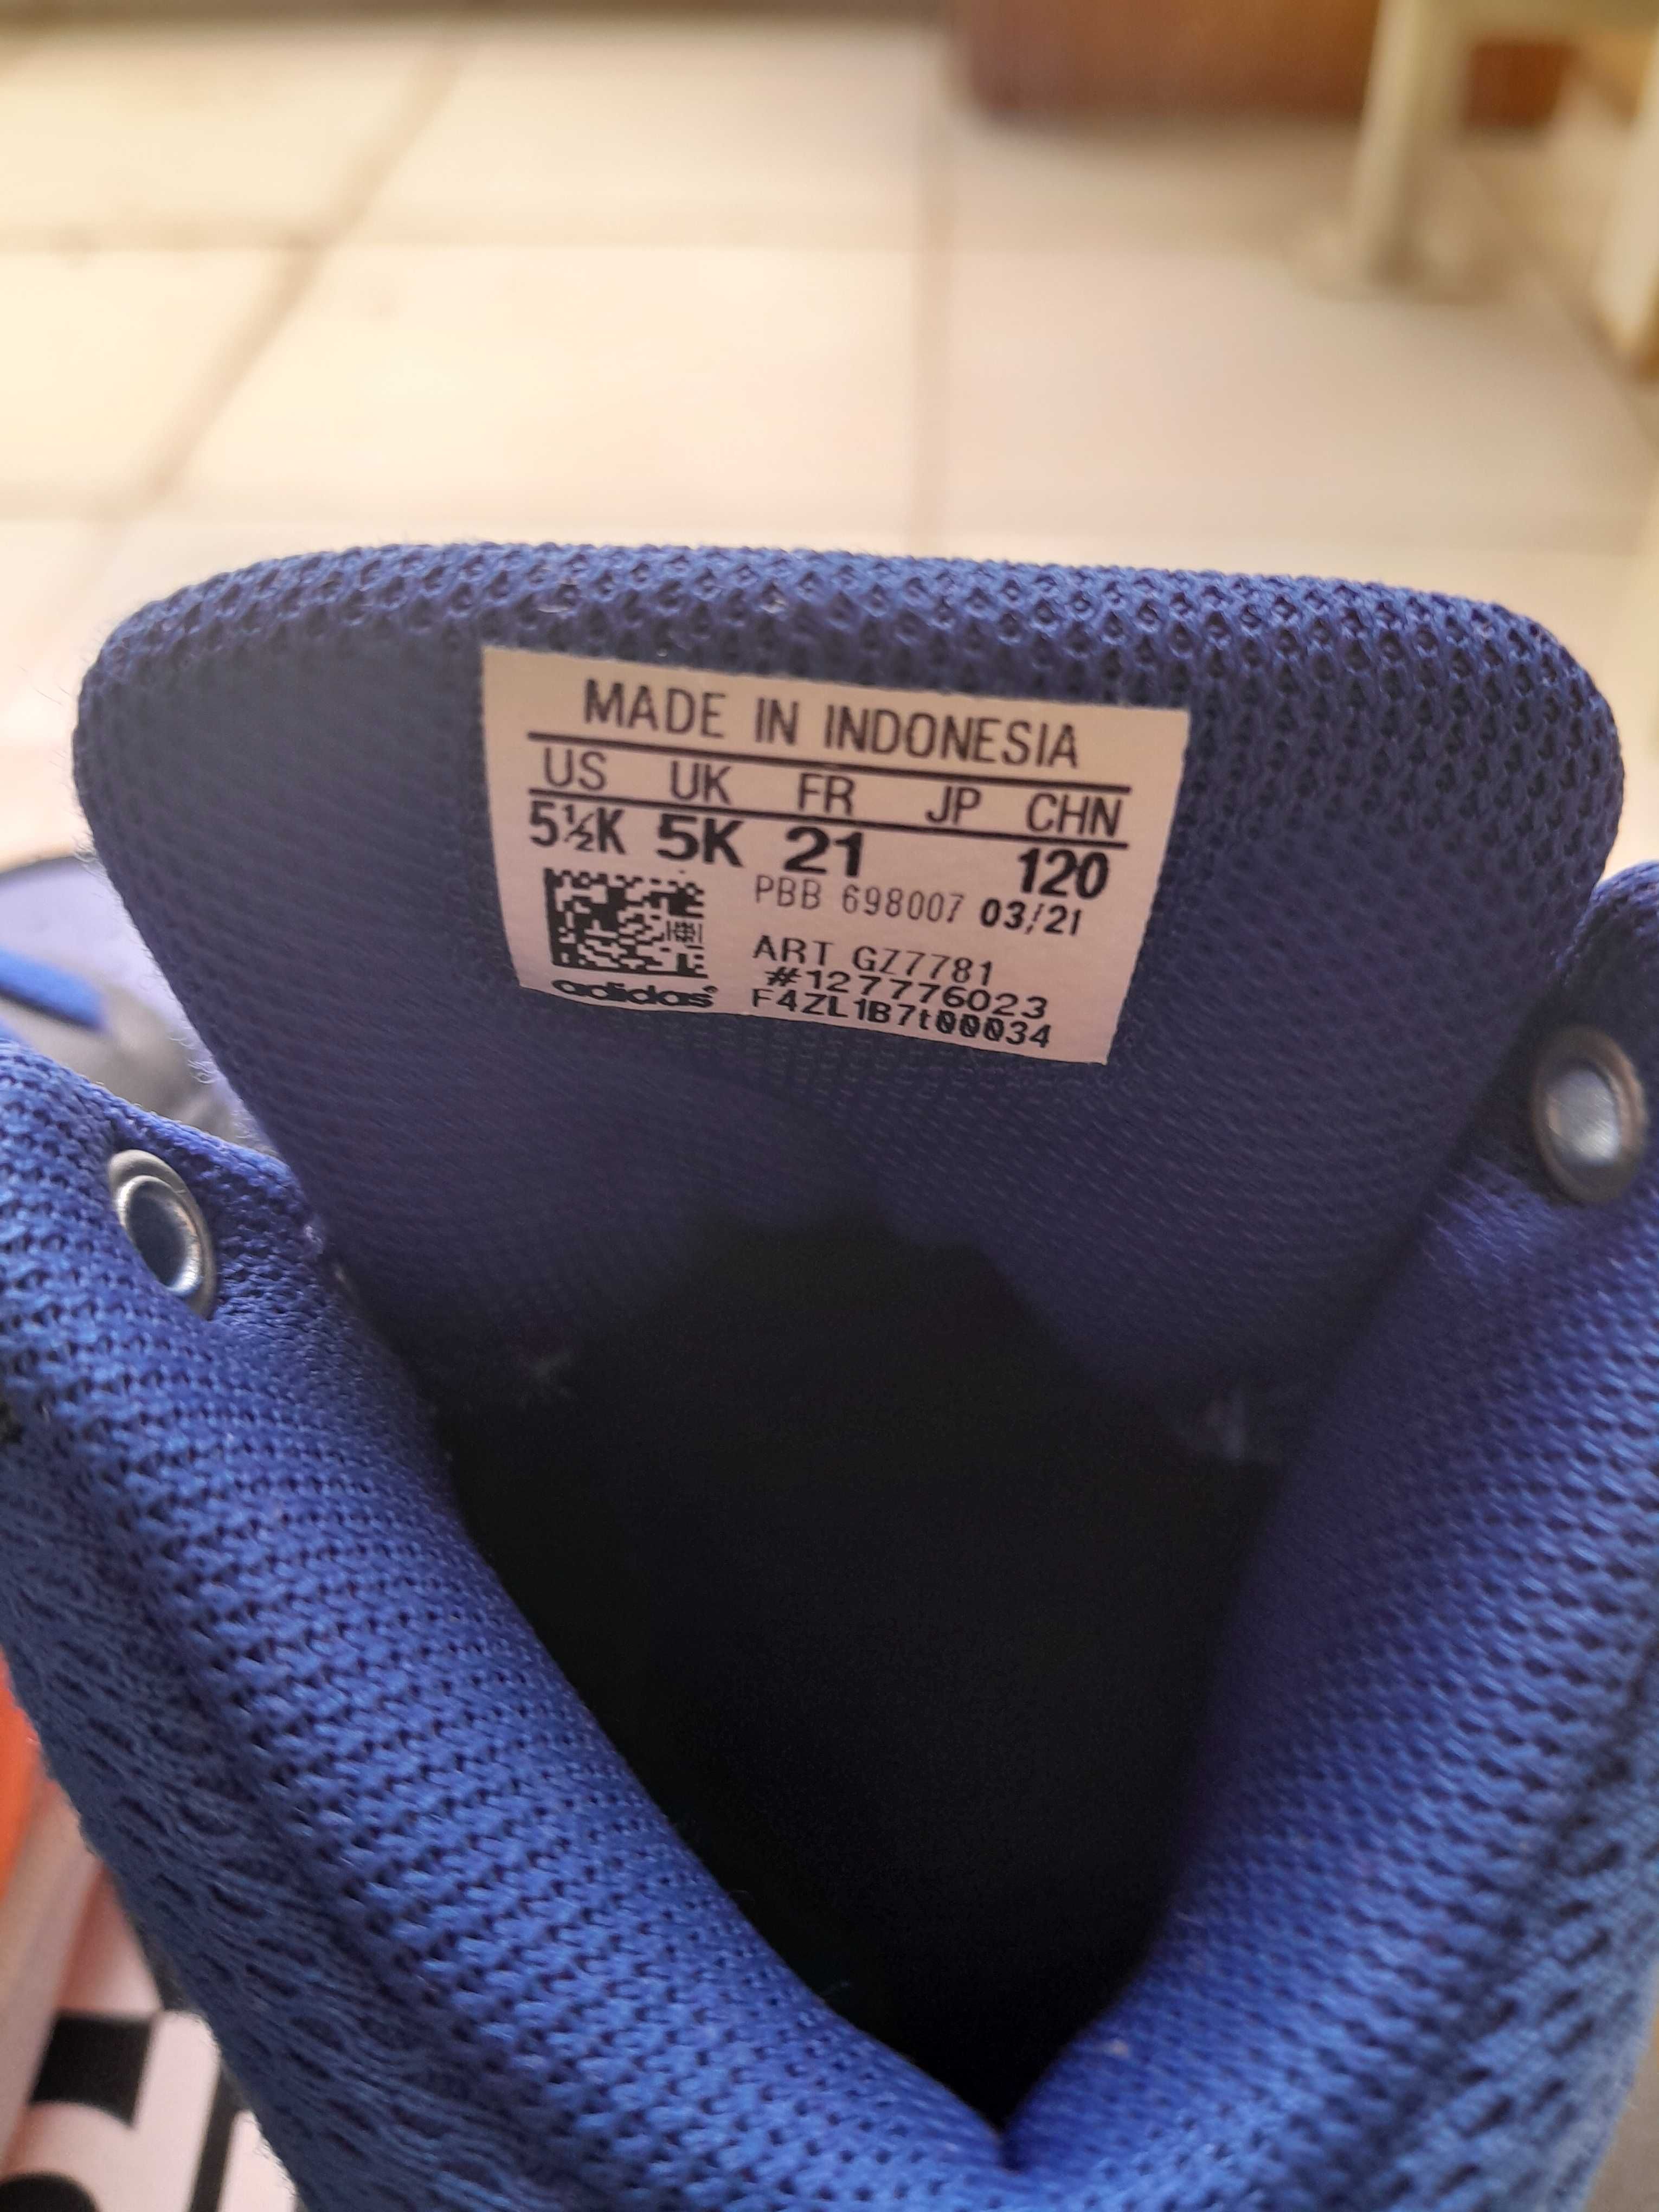 MADE IN INDONESIA
US UK FR JP CHN
5½K 5K 21 120
PBB 698007 03/21
ART GZ7781
#127776023
adidas® F4ZL1B7t00034